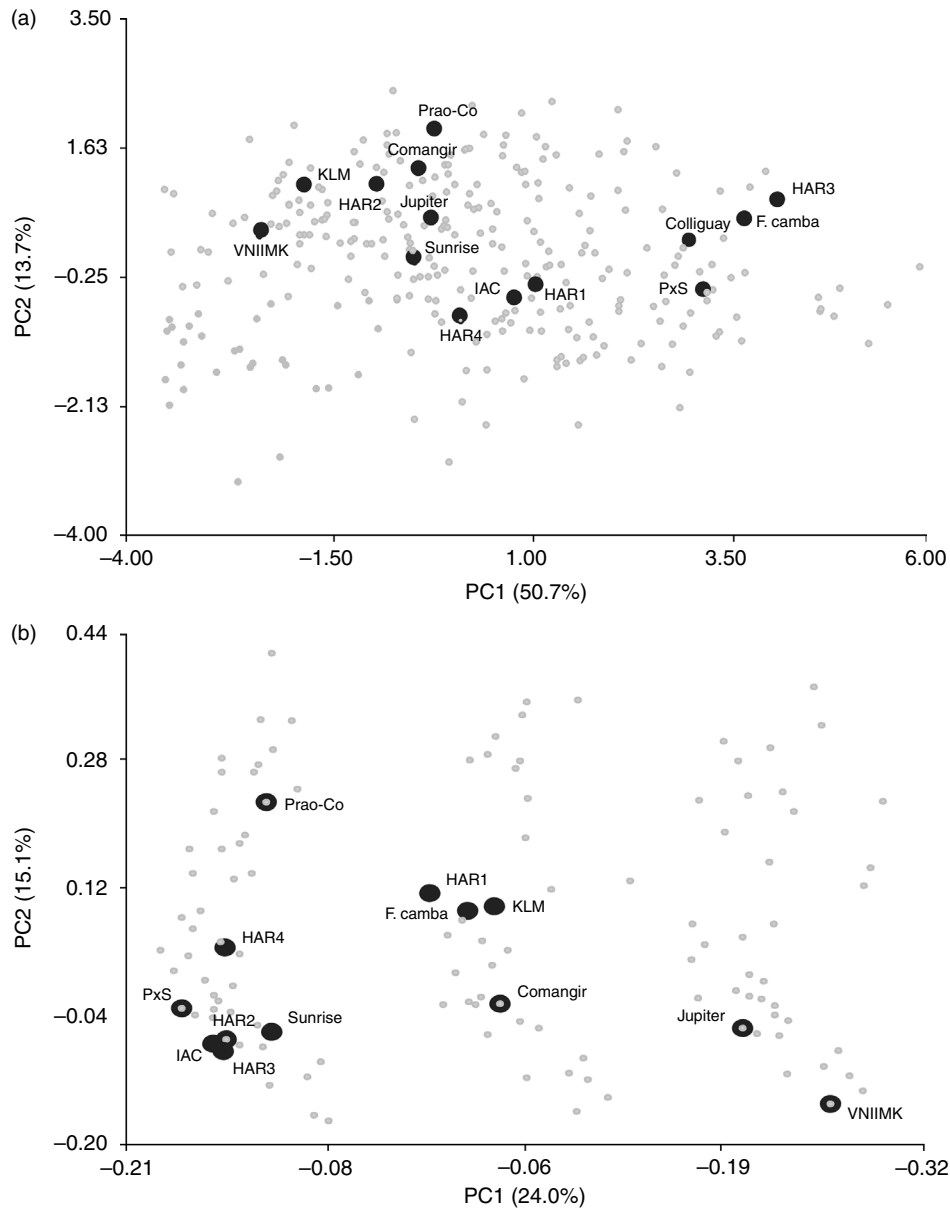 (a)
3.50
1.63
−0.25
−2.13
−4.00
PC2 (13.7%)
Prao-Co
Comangir
KLM
HAR2
Jupiter
HAR3
F. camba
Colliguay
VNIIMK
Sunrise
IAC
HAR1
PxS
HAR4
−4.00
−1.50
1.00
3.50
6.00
PC1 (50.7%)
(b)
0.44
0.28
0.12
−0.04
−0.20
PC2 (15.1%)
Prao-Co
HAR1
F. camba
KLM
HAR4
PxS
Comangir
HAR2
Sunrise
Jupiter
IAC
HAR3
VNIIMK
−0.21
−0.08
−0.06
−0.19
−0.32
PC1 (24.0%)